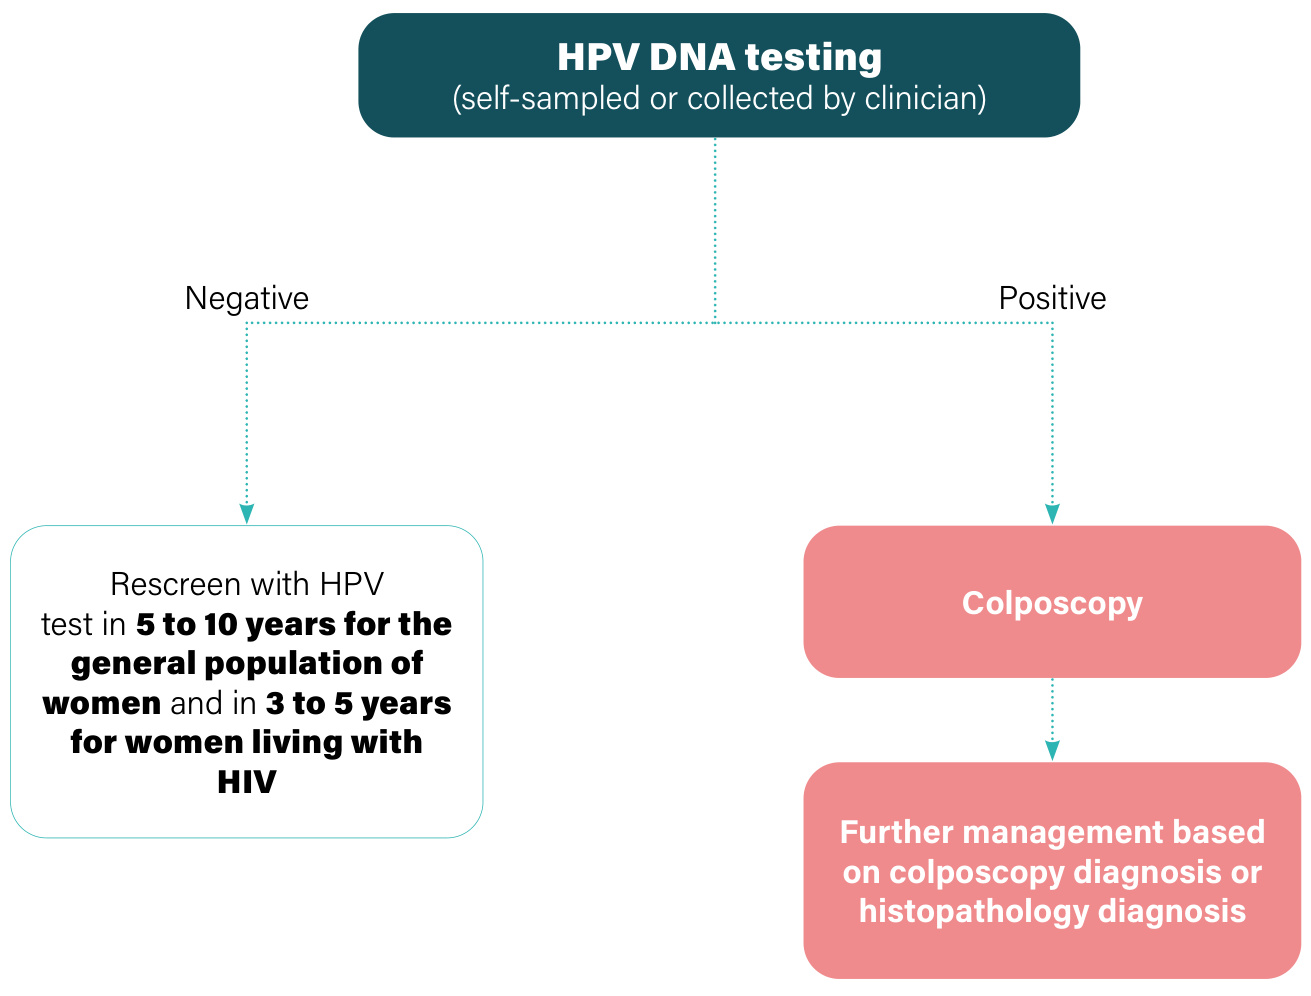 HPV DNA testing
(self-sampled or collected by clinician)
Negative
Positive
Rescreen with HPV
test in 5 to 10 years for the
general population of
women and in 3 to 5 years
for women living with
HIV
Colposcopy
Further management based
on colposcopy diagnosis or
histopathology diagnosis